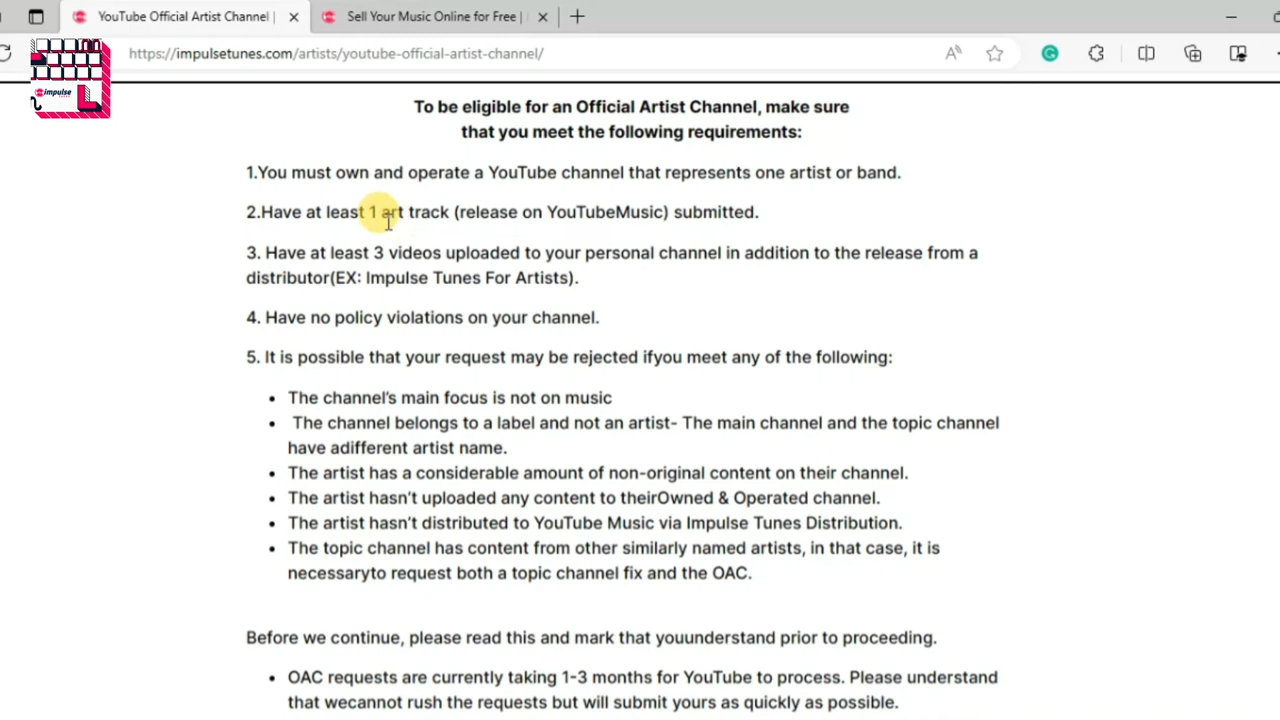 YouTube Official Artist Channel |
Sell Your Music Online for Free |
https://impulsetunes.com/artists/youtube-official-artist-channel/
impulse
To be eligible for an Official Artist Channel, make sure
that you meet the following requirements:
1.You must own and operate a YouTube channel that represents one artist or band.
2.Have at least 1 art track (release on YouTubeMusic) submitted.
3. Have at least 3 videos uploaded to your personal channel in addition to the release from a
distributor(EX: Impulse Tunes For Artists).
4. Have no policy violations on your channel.
5. It is possible that your request may be rejected ifyou meet any of the following:
• The channel's main focus is not on music
• The channel belongs to a label and not an artist- The main channel and the topic channel
have adifferent artist name.
• The artist has a considerable amount of non-original content on their channel.
• The artist hasn't uploaded any content to theirOwned & Operated channel.
• The artist hasn't distributed to YouTube Music via Impulse Tunes Distribution.
• The topic channel has content from other similarly named artists, in that case, it is
necessaryto request both a topic channel fix and the OAC.
Before we continue, please read this and mark that youunderstand prior to proceeding.
• OAC requests are currently taking 1-3 months for YouTube to process. Please understand
that wecannot rush the requests but will submit yours as quickly as possible.